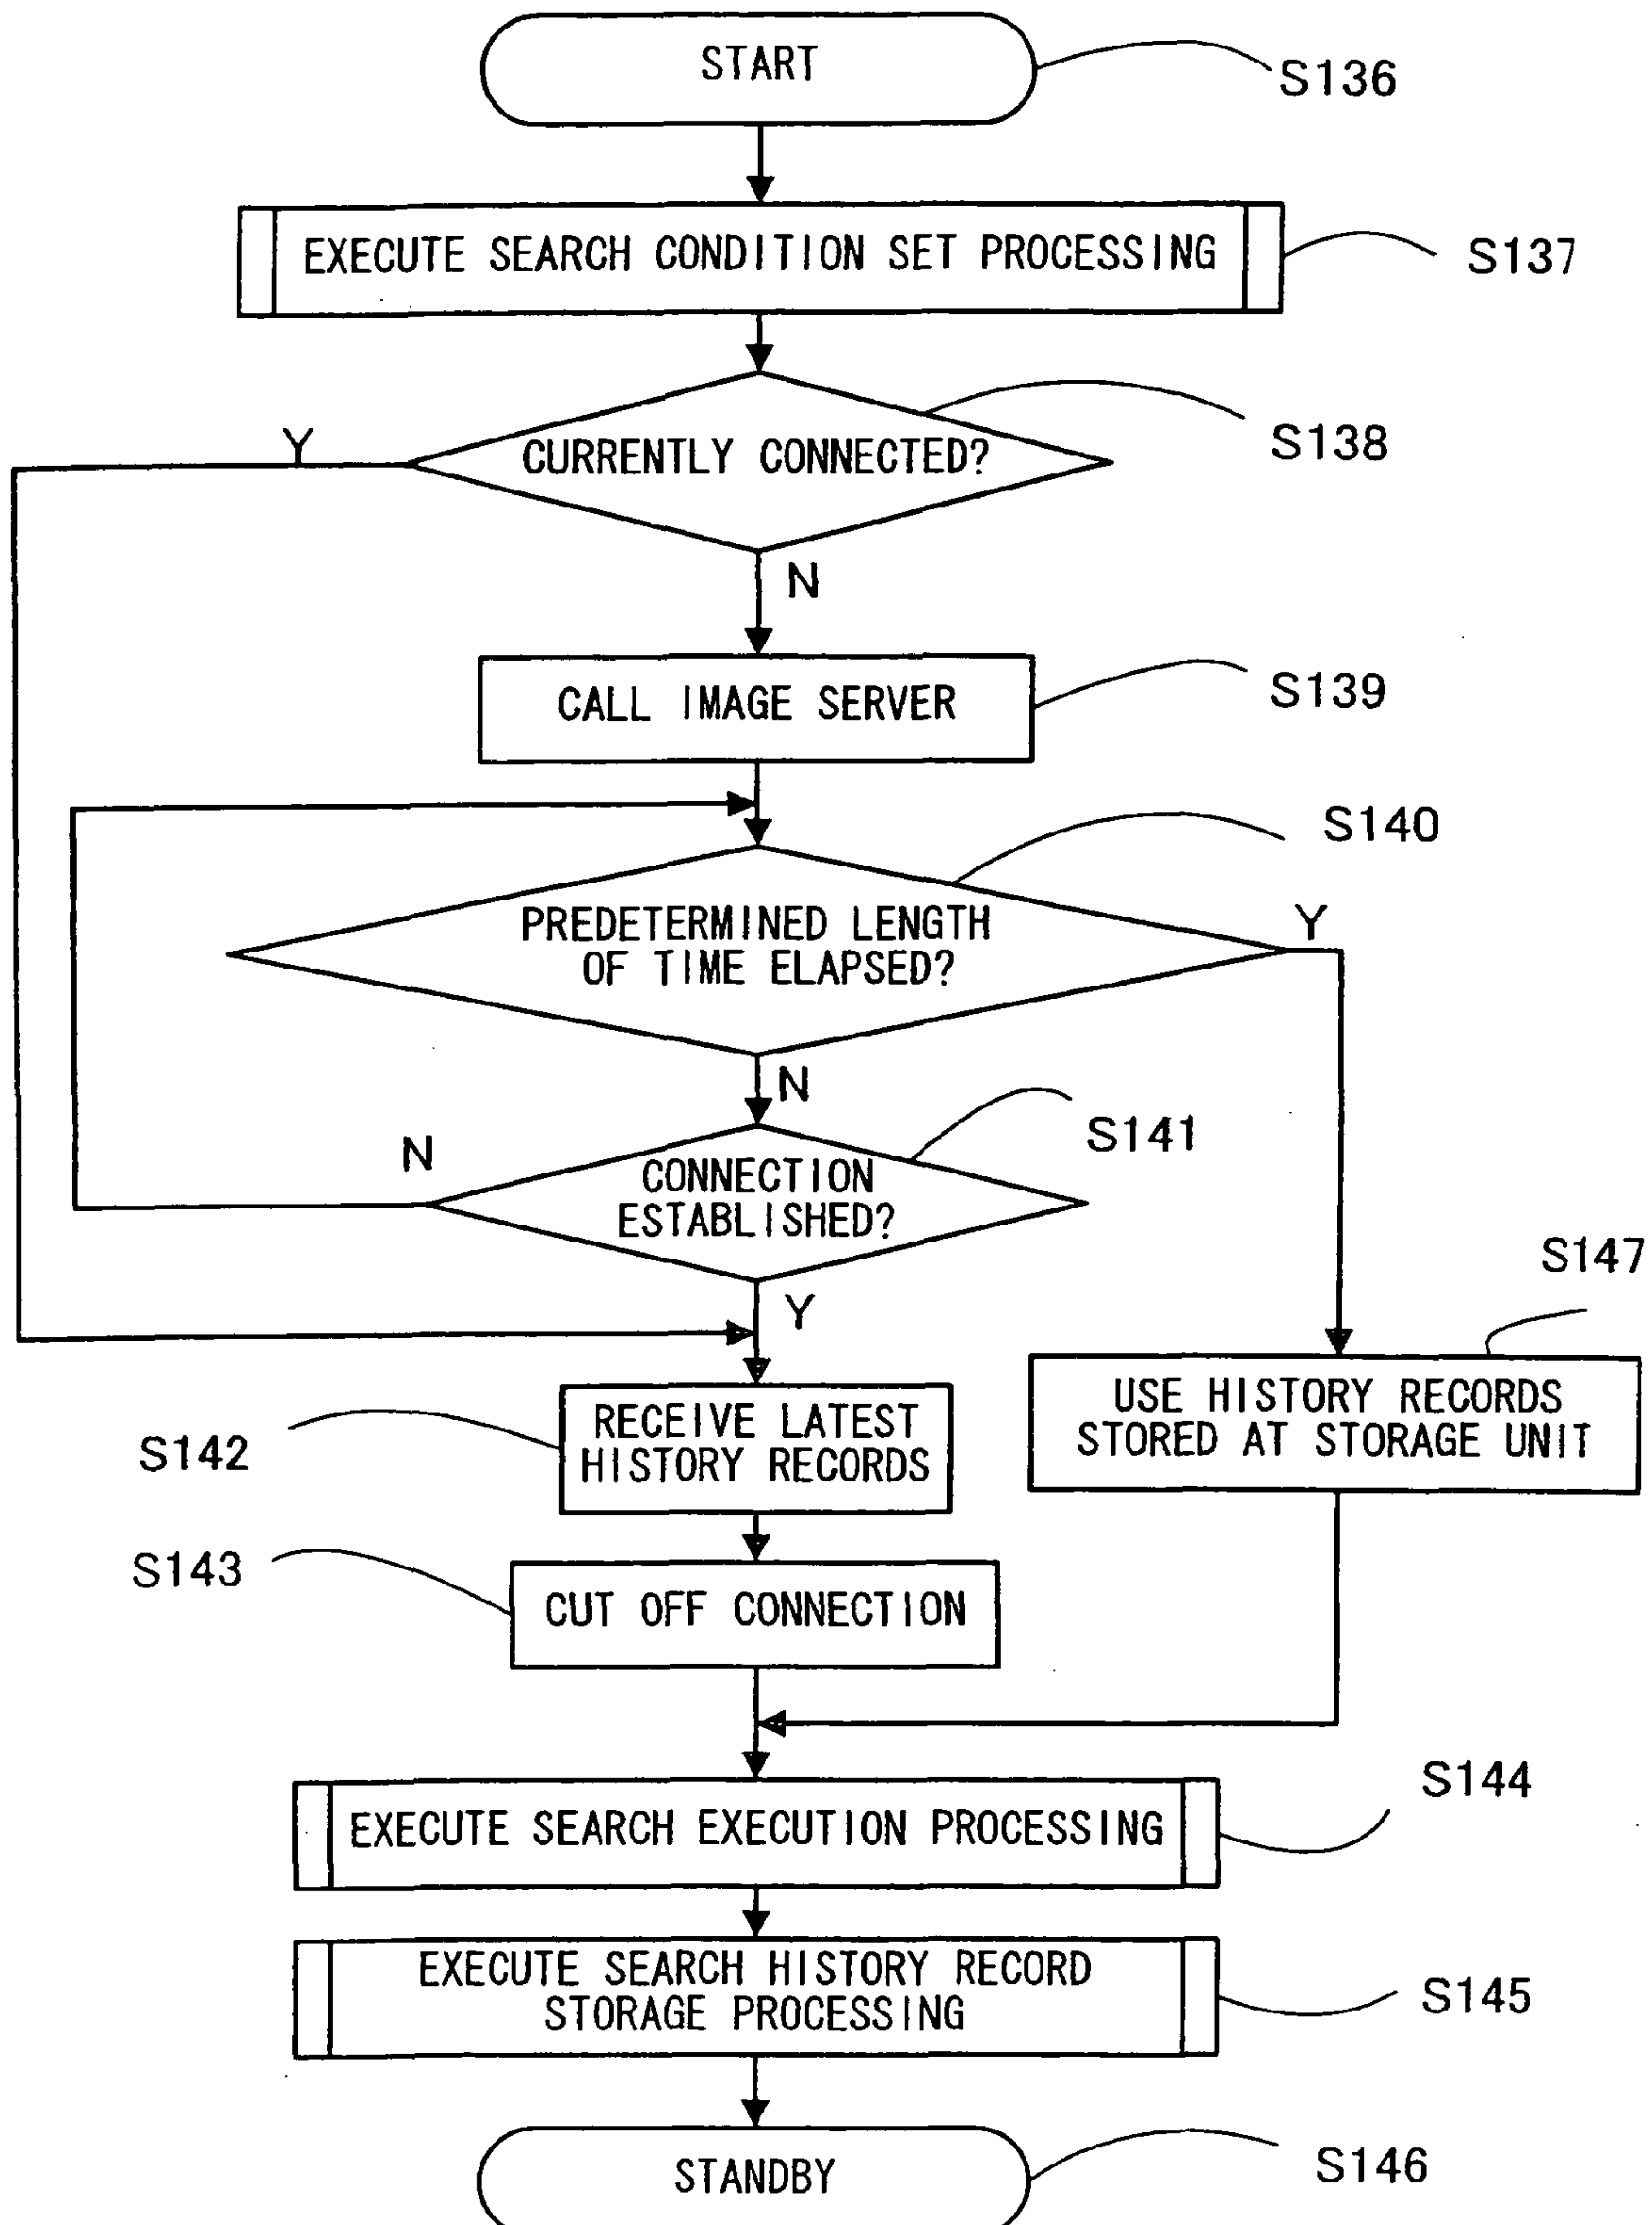 START
S136
EXECUTE SEARCH CONDITION SET PROCESSING
S137
Y
CURRENTLY CONNECTED?
S138
N
CALL IMAGE SERVER
S139
S140
PREDETERMINED LENGTH
OF TIME ELAPSED?
Y
N
S141
N
CONNECTION
ESTABLISHED?
Y
S147
USE HISTORY RECORDS
STORED AT STORAGE UNIT
S142
RECEIVE LATEST
HISTORY RECORDS
S143
CUT OFF CONNECTION
S144
EXECUTE SEARCH EXECUTION PROCESSING
EXECUTE SEARCH HISTORY RECORD
STORAGE PROCESSING
S145
STANDBY
S146